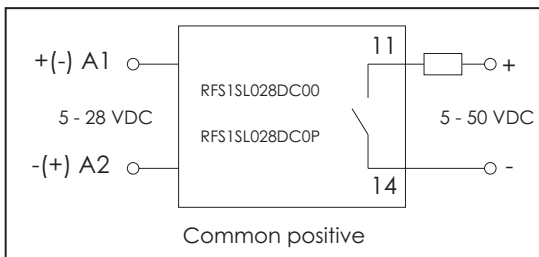 11
+(-) A1
+
RFS1SL028DC00
5 - 28 VDC
5 - 50 VDC
RFS1SL028DC0P
-(+) A2
-
14
Common positive